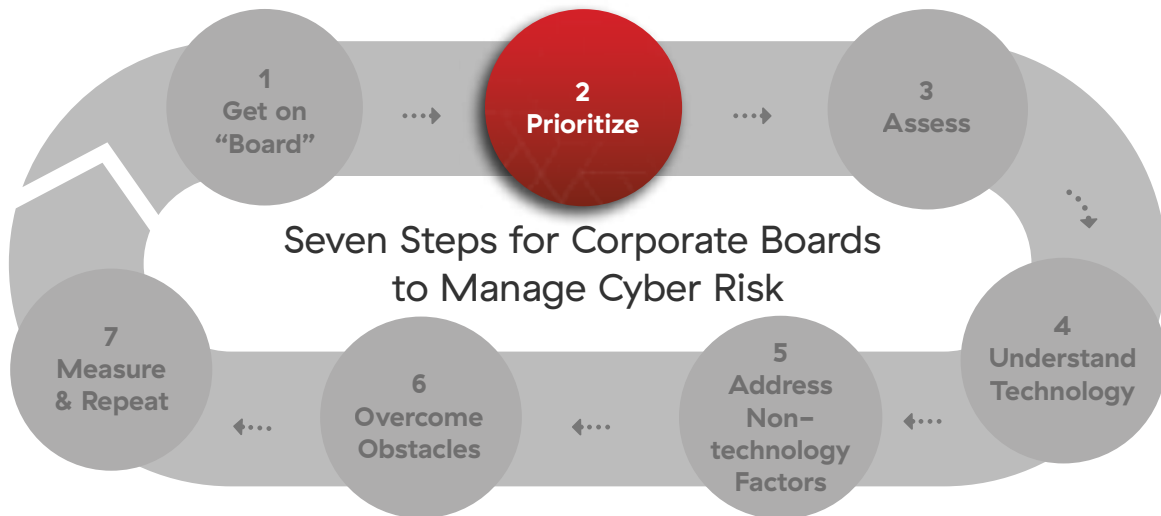 1
Get on
“Board”
2
Prioritize
3
Assess
Seven Steps for Corporate Boards
to Manage Cyber Risk
4
Understand
Technology
5
Address
Non–
technology
Factors
6
Overcome
Obstacles
7
Measure
& Repeat